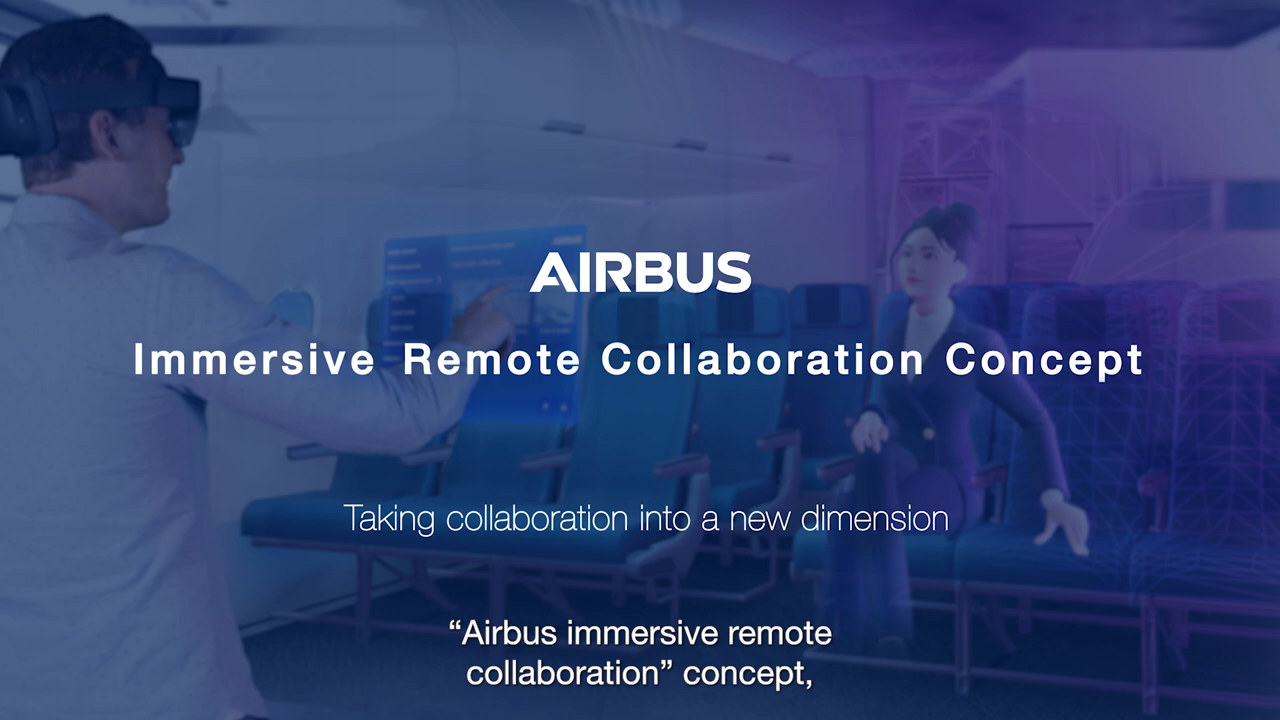 AIRBUS
Immersive Remote Collaboration Concept
Taking collaboration into a new dimension
“Airbus immersive remote
collaboration” concept,